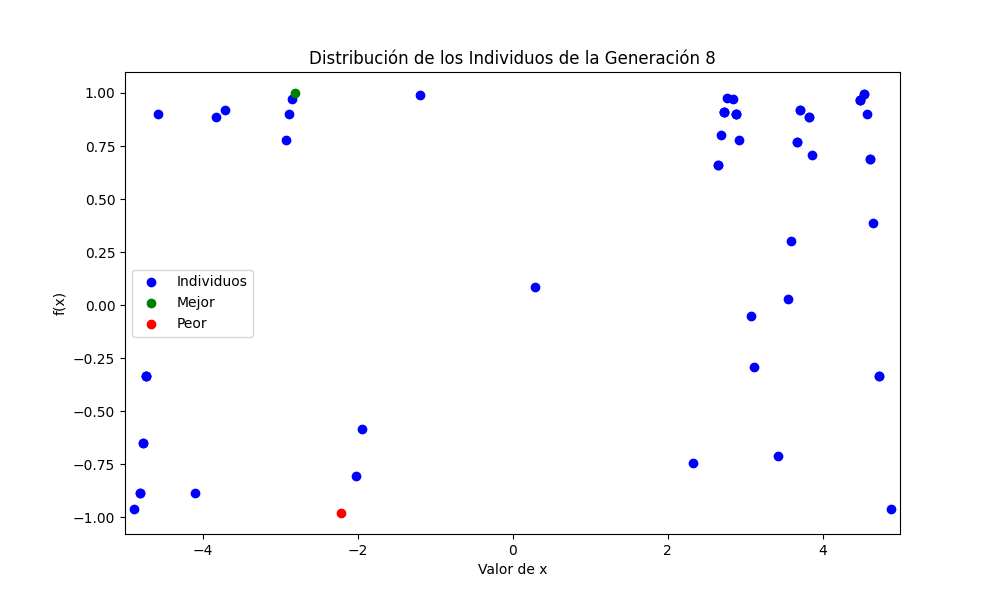 Distribución de los Individuos de la Generación 8
1.00
0.75
0.50
0.25
0.00
−0.25
−0.50
−0.75
−1.00
f(x)
Individuos
Mejor
Peor
−4
−2
0
2
4
Valor de x